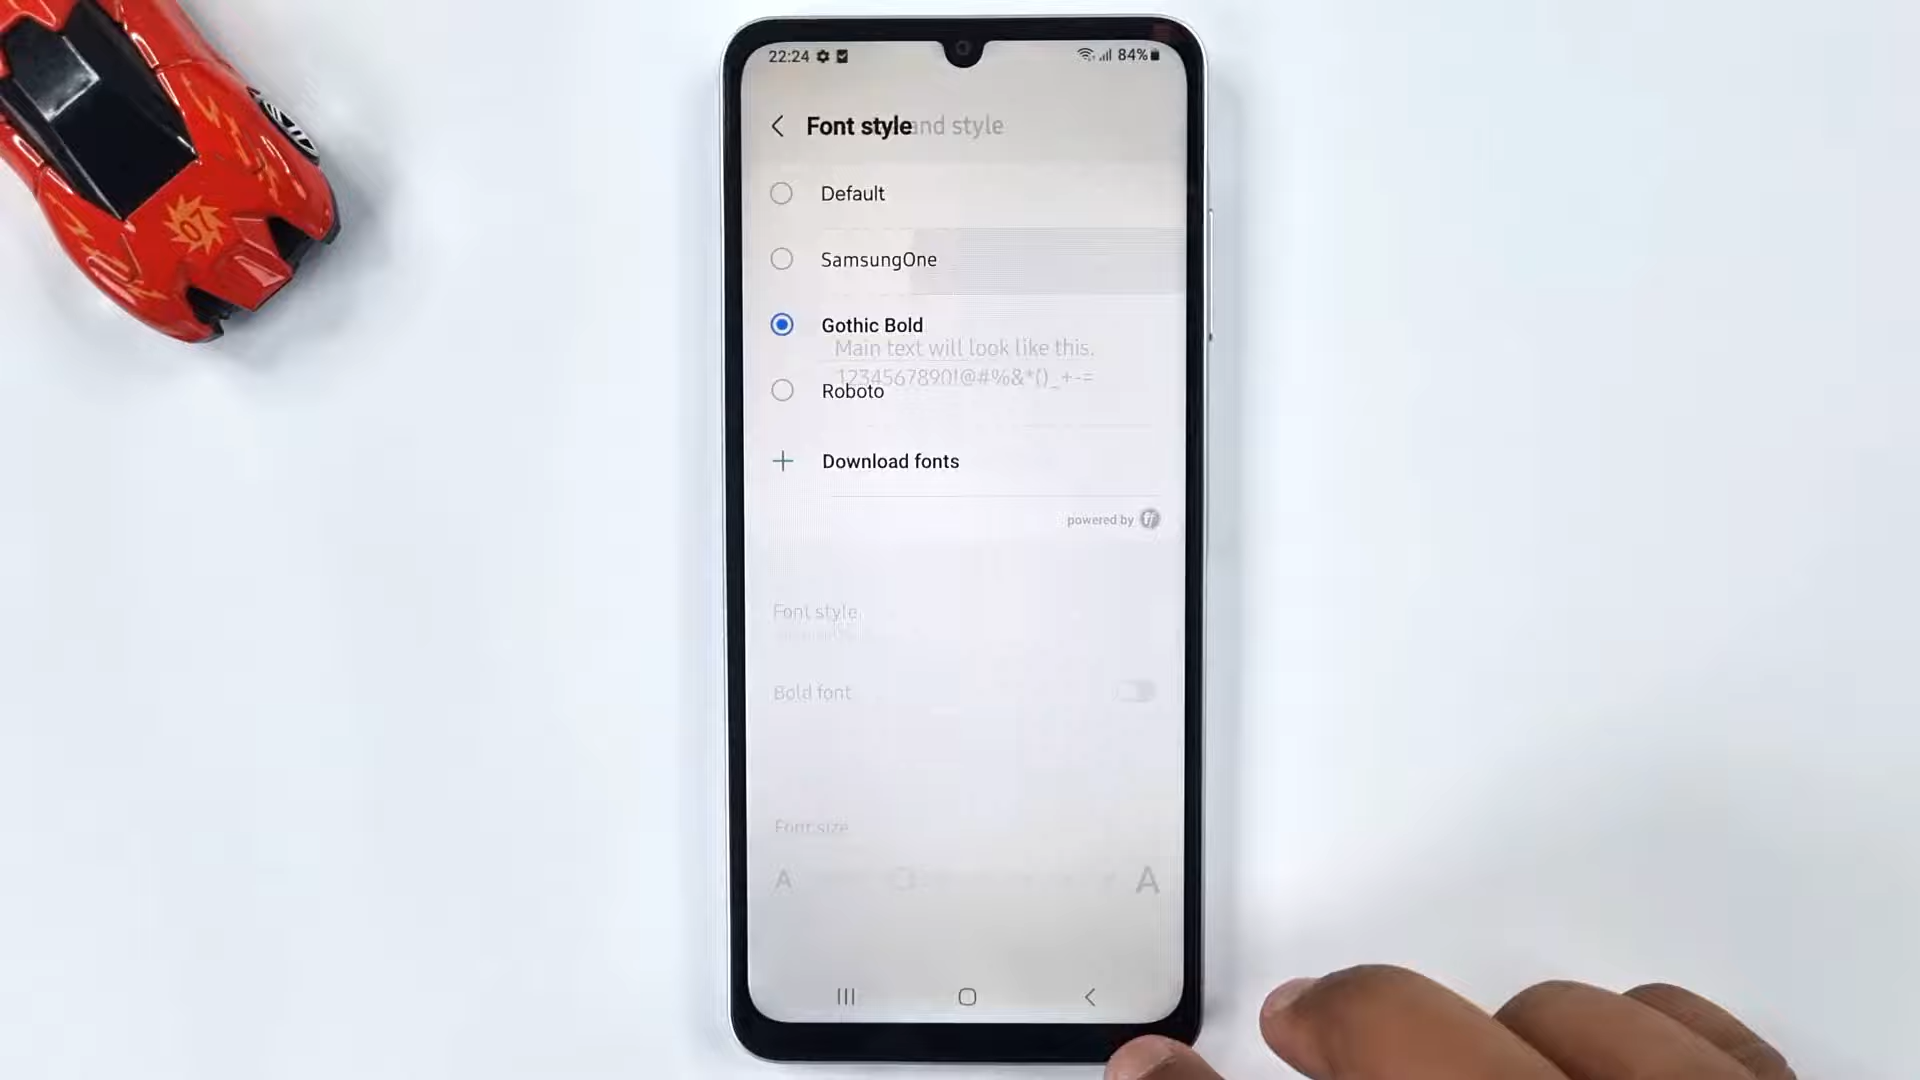 22:24
84%
Font style and style
Default
SamsungOne
Gothic Bold
Main text will look like this.
1234567890!@#%&*()_+-=
Roboto
Download fonts
powered by
Font style
Bold font
Font size
A A
07